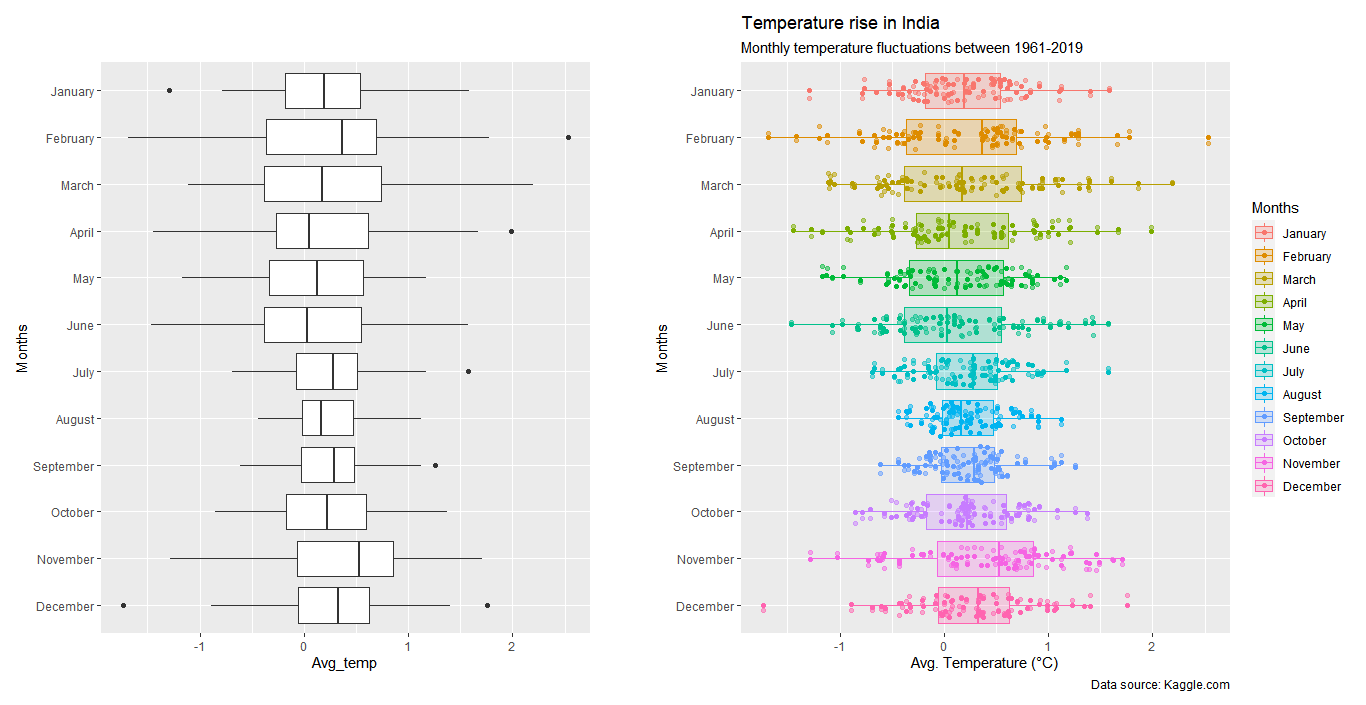 January
February
March
April
May
June
July
August
September
October
November
December
Months
-1
0
1
2
Avg_temp
Temperature rise in India
Monthly temperature fluctuations between 1961-2019
January
February
March
April
May
June
July
August
September
October
November
December
Months
-1
0
1
2
Avg. Temperature (°C)
Data source: Kaggle.com
Months
January
February
March
April
May
June
July
August
September
October
November
December